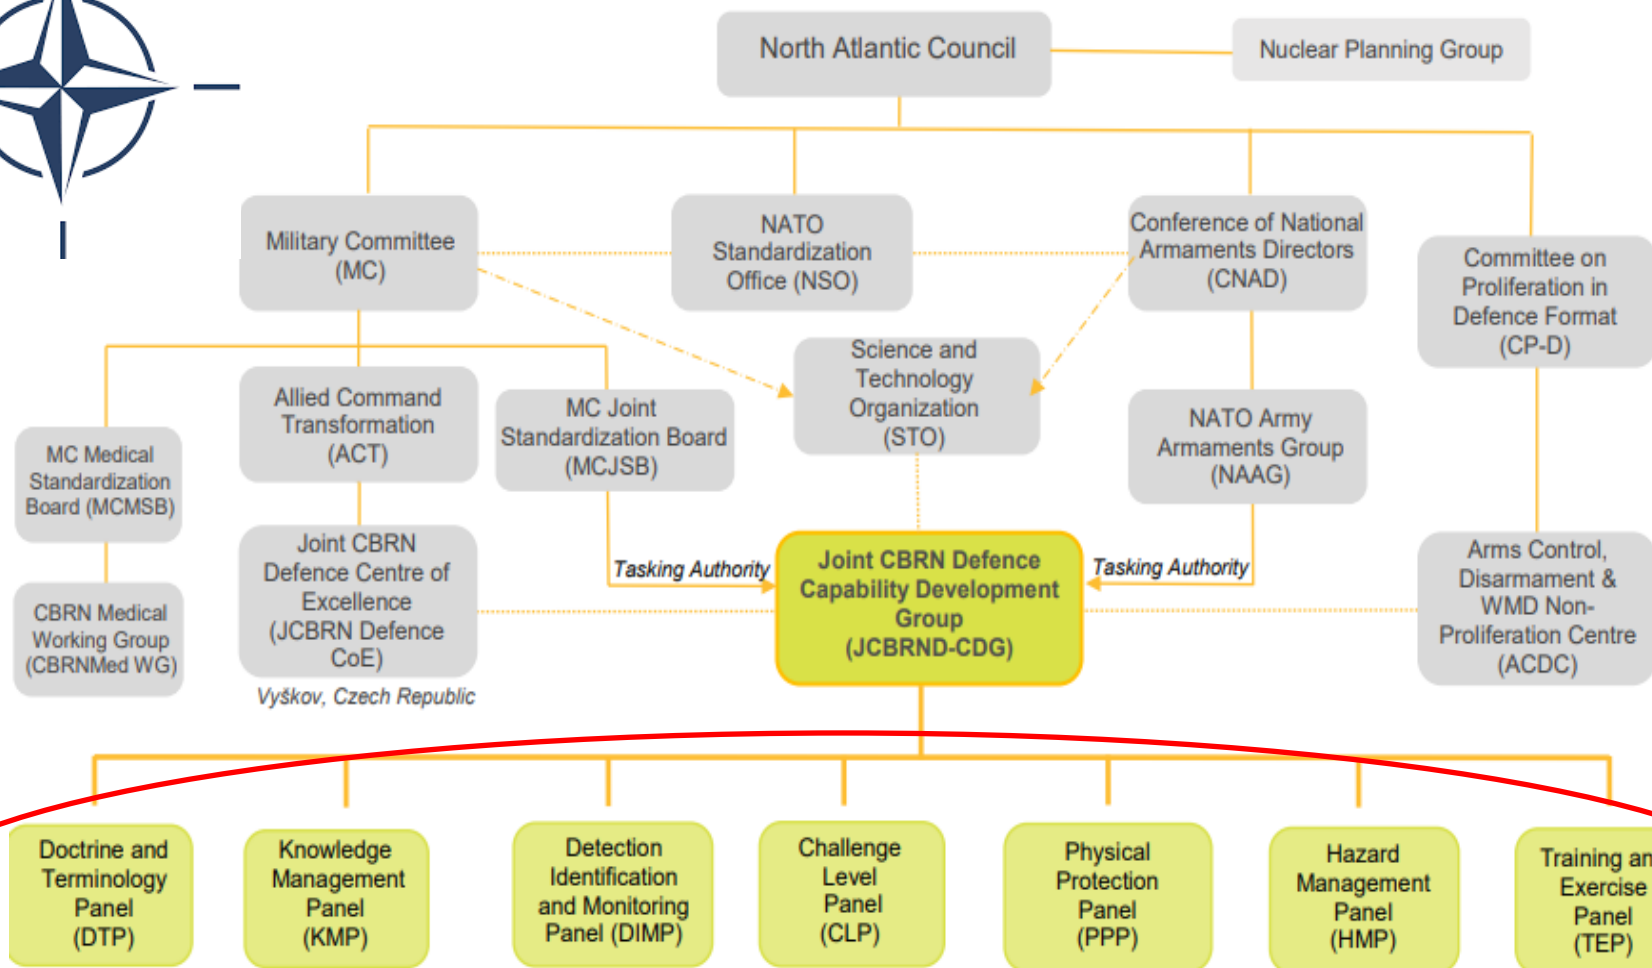 North Atlantic Council
Nuclear Planning Group
Military Committee
(MC)
NATO
Standardization
Office (NSO)
Conference of National
Armaments Directors
(CNAD)
Committee on
Proliferation in
Defence Format
(CP-D)
Science and
Technology
Organization
(STO)
Allied Command
Transformation
(ACT)
MC Joint
Standardization Board
(MCJSB)
NATO Army
Armaments Group
(NAAG)
MC Medical
Standardization
Board (MCMSB)
Joint CBRN
Defence Centre of
Excellence
(JCBRN Defence
CoE)
Vyškov, Czech Republic
Tasking Authority
Joint CBRN Defence
Capability Development
Group
(JCBRND-CDG)
Tasking Authority
Arms Control,
Disarmament &
WMD Non-
Proliferation Centre
(ACDC)
CBRN Medical
Working Group
(CBRNMed WG)
Doctrine and
Terminology
Panel
(DTP)
Knowledge
Management
Panel
(KMP)
Detection
Identification
and Monitoring
Panel (DIMP)
Challenge
Level
Panel
(CLP)
Physical
Protection
Panel
(PPP)
Hazard
Management
Panel
(HMP)
Training an
Exercise
Panel
(TEP)